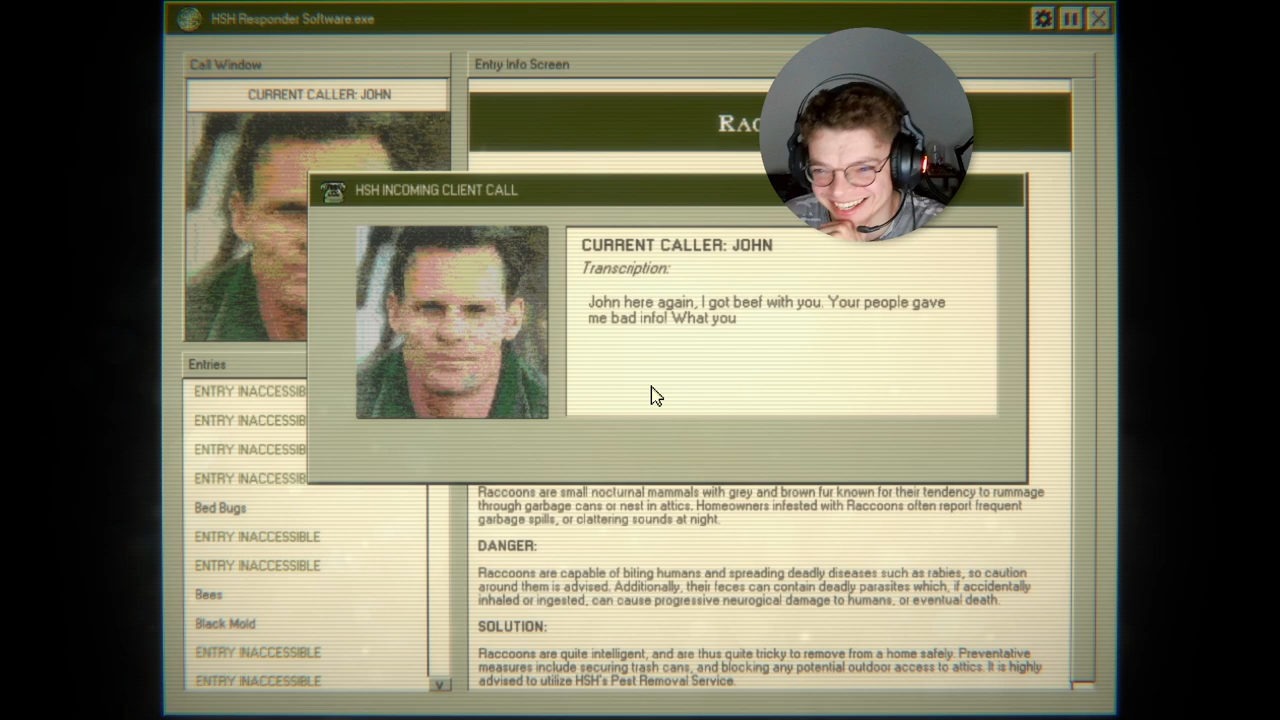 HSH Responder Software.exe
Call Window
Entry Info Screen
CURRENT CALLER: JOHN
HSH INCOMING CLIENT CALL
CURRENT CALLER: JOHN
Transcription:
John here again, I got beef with you. Your people gave
me bad info! What you
Entries
ENTRY INACCESSIB
ENTRY INACCESSIB
ENTRY INACCESSIB
ENTRY INACCESSIB
Bed Bugs
ENTRY INACCESSIBLE
ENTRY INACCESSIBLE
Bees
Black Mold
ENTRY INACCESSIBLE
ENTRY INACCESSIBLE
Raccoons are small nocturnal mammals with grey and brown fur known for their tendency to rummage
through garbage cans or nest in attics. Homeowners infested with Raccoons often report frequent
garbage spills, or clattering sounds at night.
DANGER:
Raccoons are capable of biting humans and spreading deadly diseases such as rabies, so caution
around them is advised. Additionally, their feces can contain deadly parasites which, if accidentally
inhaled or ingested, can cause progressive neurogical damage to humans, or eventual death.
SOLUTION:
Raccoons are quite intelligent, and are thus quite tricky to remove from a home safely. Preventative
measures include securing trash cans, and blocking any potential outdoor access to attics. It is highly
advised to utilize HSH's Pest Removal Service.